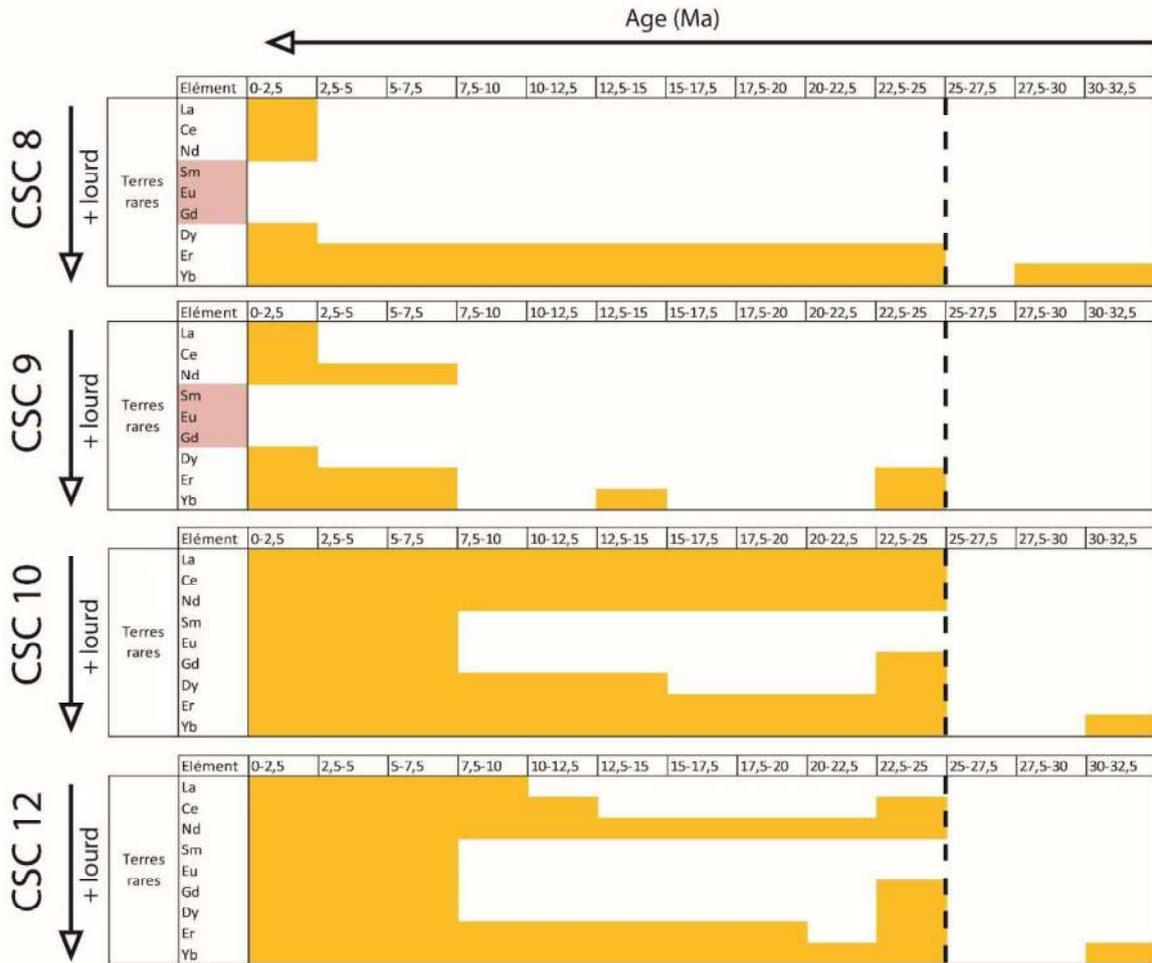 Age (Ma)
CSC 8
+ lourd
Elément 0-2,5 2,5-5 5-7,5 7,5-10 10-12,5 12,5-15 15-17,5 17,5-20 20-22,5 22,5-25 25-27,5 27,5-30 30-32,5
Terres rares
La
Ce
Nd
Sm
Eu
Gd
Dy
Er
Yb
CSC 9
+ lourd
Elément 0-2,5 2,5-5 5-7,5 7,5-10 10-12,5 12,5-15 15-17,5 17,5-20 20-22,5 22,5-25 25-27,5 27,5-30 30-32,5
Terres rares
La
Ce
Nd
Sm
Eu
Gd
Dy
Er
Yb
CSC 10
+ lourd
Elément 0-2,5 2,5-5 5-7,5 7,5-10 10-12,5 12,5-15 15-17,5 17,5-20 20-22,5 22,5-25 25-27,5 27,5-30 30-32,5
Terres rares
La
Ce
Nd
Sm
Eu
Gd
Dy
Er
Yb
CSC 12
+ lourd
Elément 0-2,5 2,5-5 5-7,5 7,5-10 10-12,5 12,5-15 15-17,5 17,5-20 20-22,5 22,5-25 25-27,5 27,5-30 30-32,5
Terres rares
La
Ce
Nd
Sm
Eu
Gd
Dy
Er
Yb